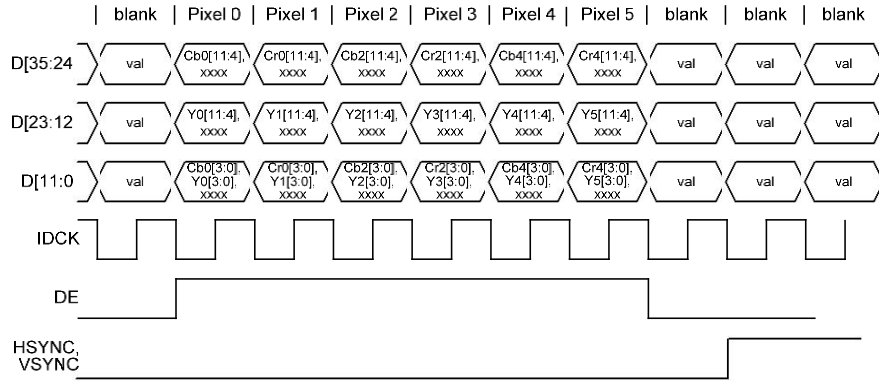 | blank | Pixel 0 | Pixel 1 | Pixel 2 | Pixel 3 | Pixel 4 | Pixel 5 | blank | blank | blank
D[35:24 val Cb0[11:4], Cr0[11:4], Cb2[11:4], Cr2[11:4], Cb4[11:4], Cr4[11:4], val val val
xxxx xxxx xxxx xxxx xxxx xxxx
D[23:12 val Y0[11:4], Y1[11:4], Y2[11:4], Y3[11:4], Y4[11:4], Y5[11:4], val val val
xxxx xxxx xxxx xxxx xxxx xxxx
D[11:0 val Cb0[3:0], Cr0[3:0], Cb2[3:0], Cr2[3:0], Cb4[3:0], Cr4[3:0], val val val
Y0[3:0], Y1[3:0], Y2[3:0], Y3[3:0], Y4[3:0], Y5[3:0],
xxxx xxxx xxxx xxxx xxxx xxxx
IDCK
DE
HSYNC,
VSYNC